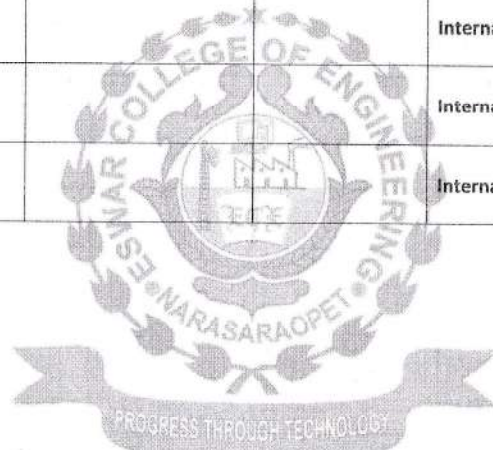 Interna
Interna
Interna
ESWAR COLLEGE OF ENGINEERING
NARASARAOPET
PROGRESS THROUGH TECHNOLOGY